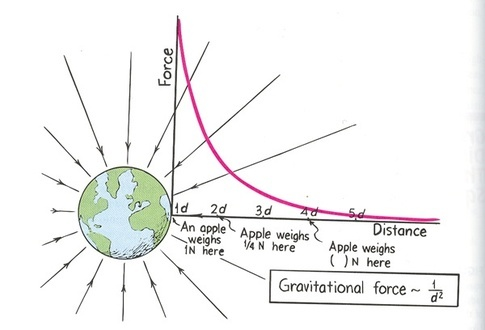 Force
1d 2d 3d 4d 5d
Distance
An apple
weighs
1N here
Apple weighs
1/4 N here
Apple weighs
( ) N here
Gravitational force ~ 1/d²